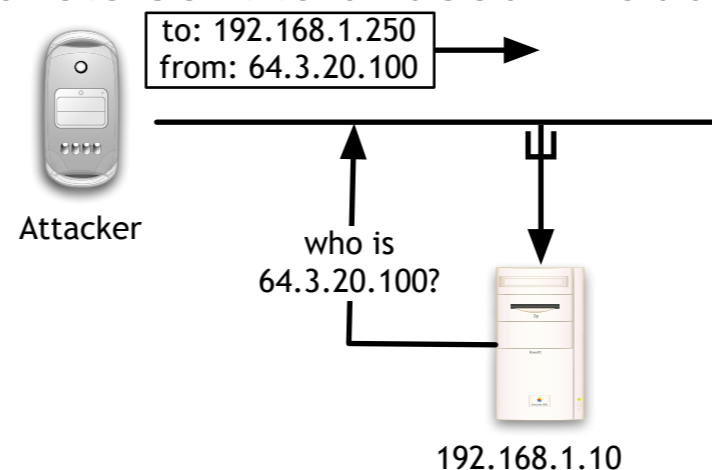 to: 192.168.1.250
from: 64.3.20.100
Attacker
who is
64.3.20.100?
192.168.1.10